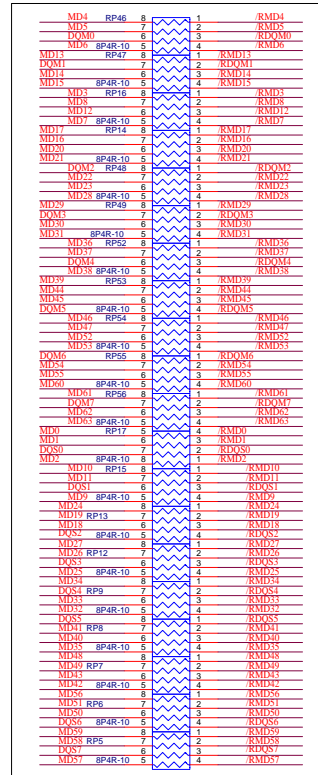 MD4 RP46 8 1 /RMD4
MD5 7 2 /RMD5
DQM0 6 3 /RDQM0
MD6 8P4R-10 5 4 /RMD6
MD13 RP47 8 1 /RMD13
DQM1 7 2 /RDQM1
MD14 6 3 /RMD14
MD15 8P4R-10 5 4 /RMD15
MD3 RP16 8 1 /RMD3
MD8 7 2 /RMD8
MD12 6 3 /RMD12
MD7 8P4R-10 5 4 /RMD7
MD17 RP14 8 1 /RMD17
MD16 7 2 /RMD16
MD20 6 3 /RMD20
MD21 8P4R-10 5 4 /RMD21
DQM2 RP48 8 1 /RDQM2
MD22 7 2 /RMD22
MD23 6 3 /RMD23
MD28 8P4R-10 5 4 /RMD28
MD29 RP49 8 1 /RMD29
DQM3 7 2 /RDQM3
MD30 6 3 /RMD30
MD31 8P4R-10 5 4 /RMD31
MD36 RP52 8 1 /RMD36
MD37 7 2 /RMD37
DQM4 6 3 /RDQM4
MD38 8P4R-10 5 4 /RMD38
MD39 RP53 8 1 /RMD39
MD44 7 2 /RMD44
MD45 6 3 /RMD45
DQM5 8P4R-10 5 4 /RDQM5
MD46 RP54 8 1 /RMD46
MD47 7 2 /RMD47
MD52 6 3 /RMD52
MD53 8P4R-10 5 4 /RMD53
DQM6 RP55 8 1 /RDQM6
MD54 7 2 /RMD54
MD55 6 3 /RMD55
MD60 8P4R-10 5 4 /RMD60
MD61 RP56 8 1 /RMD61
DQM7 7 2 /RDQM7
MD62 6 3 /RMD62
MD63 8P4R-10 5 4 /RMD63
MD0 RP17 5 4 /RMD0
MD1 6 3 /RMD1
DQS0 7 2 /RDQS0
MD2 8P4R-10 8 1 /RMD2
MD10 RP15 8 1 /RMD10
MD11 7 2 /RMD11
DQS1 6 3 /RDQS1
MD9 8P4R-10 5 4 /RMD9
MD24 8 1 /RMD24
MD19 RP13 7 2 /RMD19
MD18 6 3 /RMD18
DQS2 8P4R-10 5 4 /RDQS2
MD27 8 1 /RMD27
MD26 RP12 7 2 /RMD26
DQS3 6 3 /RDQS3
MD25 8P4R-10 5 4 /RMD25
MD34 8 1 /RMD34
DQS4 RP9 7 2 /RDQS4
MD33 6 3 /RMD33
MD32 8P4R-10 5 4 /RMD32
DQS5 8 1 /RDQS5
MD41 RP8 7 2 /RMD41
MD40 6 3 /RMD40
MD35 8P4R-10 5 4 /RMD35
MD48 8 1 /RMD48
MD49 RP7 7 2 /RMD49
MD43 6 3 /RMD43
MD42 8P4R-10 5 4 /RMD42
MD56 8 1 /RMD56
MD51 RP6 7 2 /RMD51
MD50 6 3 /RMD50
DQS6 8P4R-10 5 4 /RDQS6
MD59 8 1 /RMD59
MD58 RP5 7 2 /RMD58
DQS7 6 3 /RDQS7
MD57 8P4R-10 5 4 /RMD57